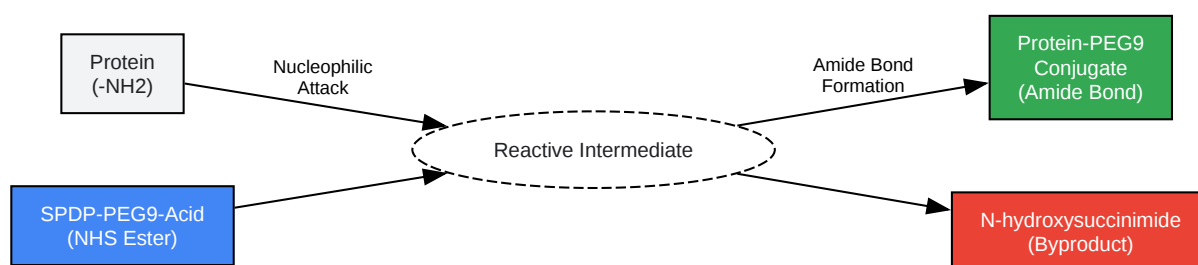 Protein
(-NH2)
Nucleophilic
Attack
SPDP-PEG9-Acid
(NHS Ester)
Reactive Intermediate
Amide Bond
Formation
Protein-PEG9
Conjugate
(Amide Bond)
N-hydroxysuccinimide
(Byproduct)